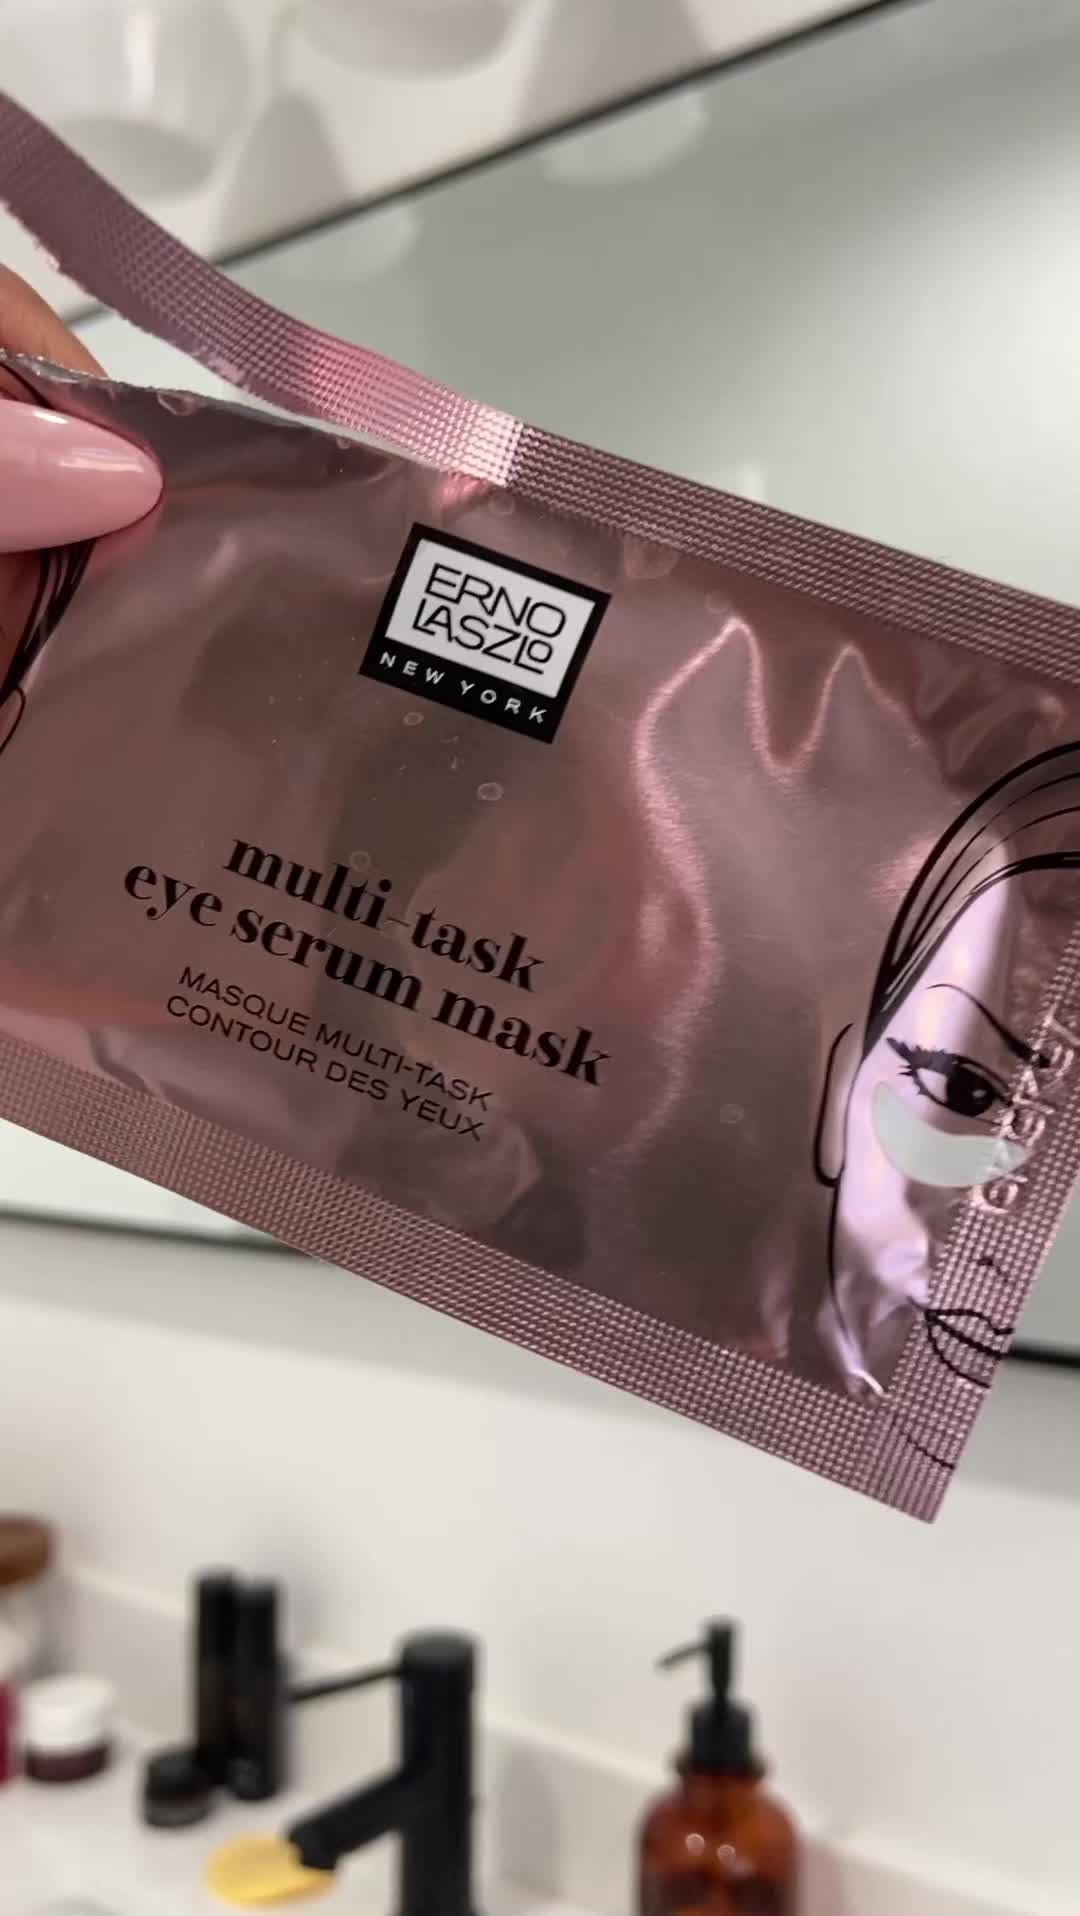 ERNO
LASZLO
NEW YORK
multi-task
eye serum mask
MASQUE MULTI-TASK
CONTOUR DES YEUX